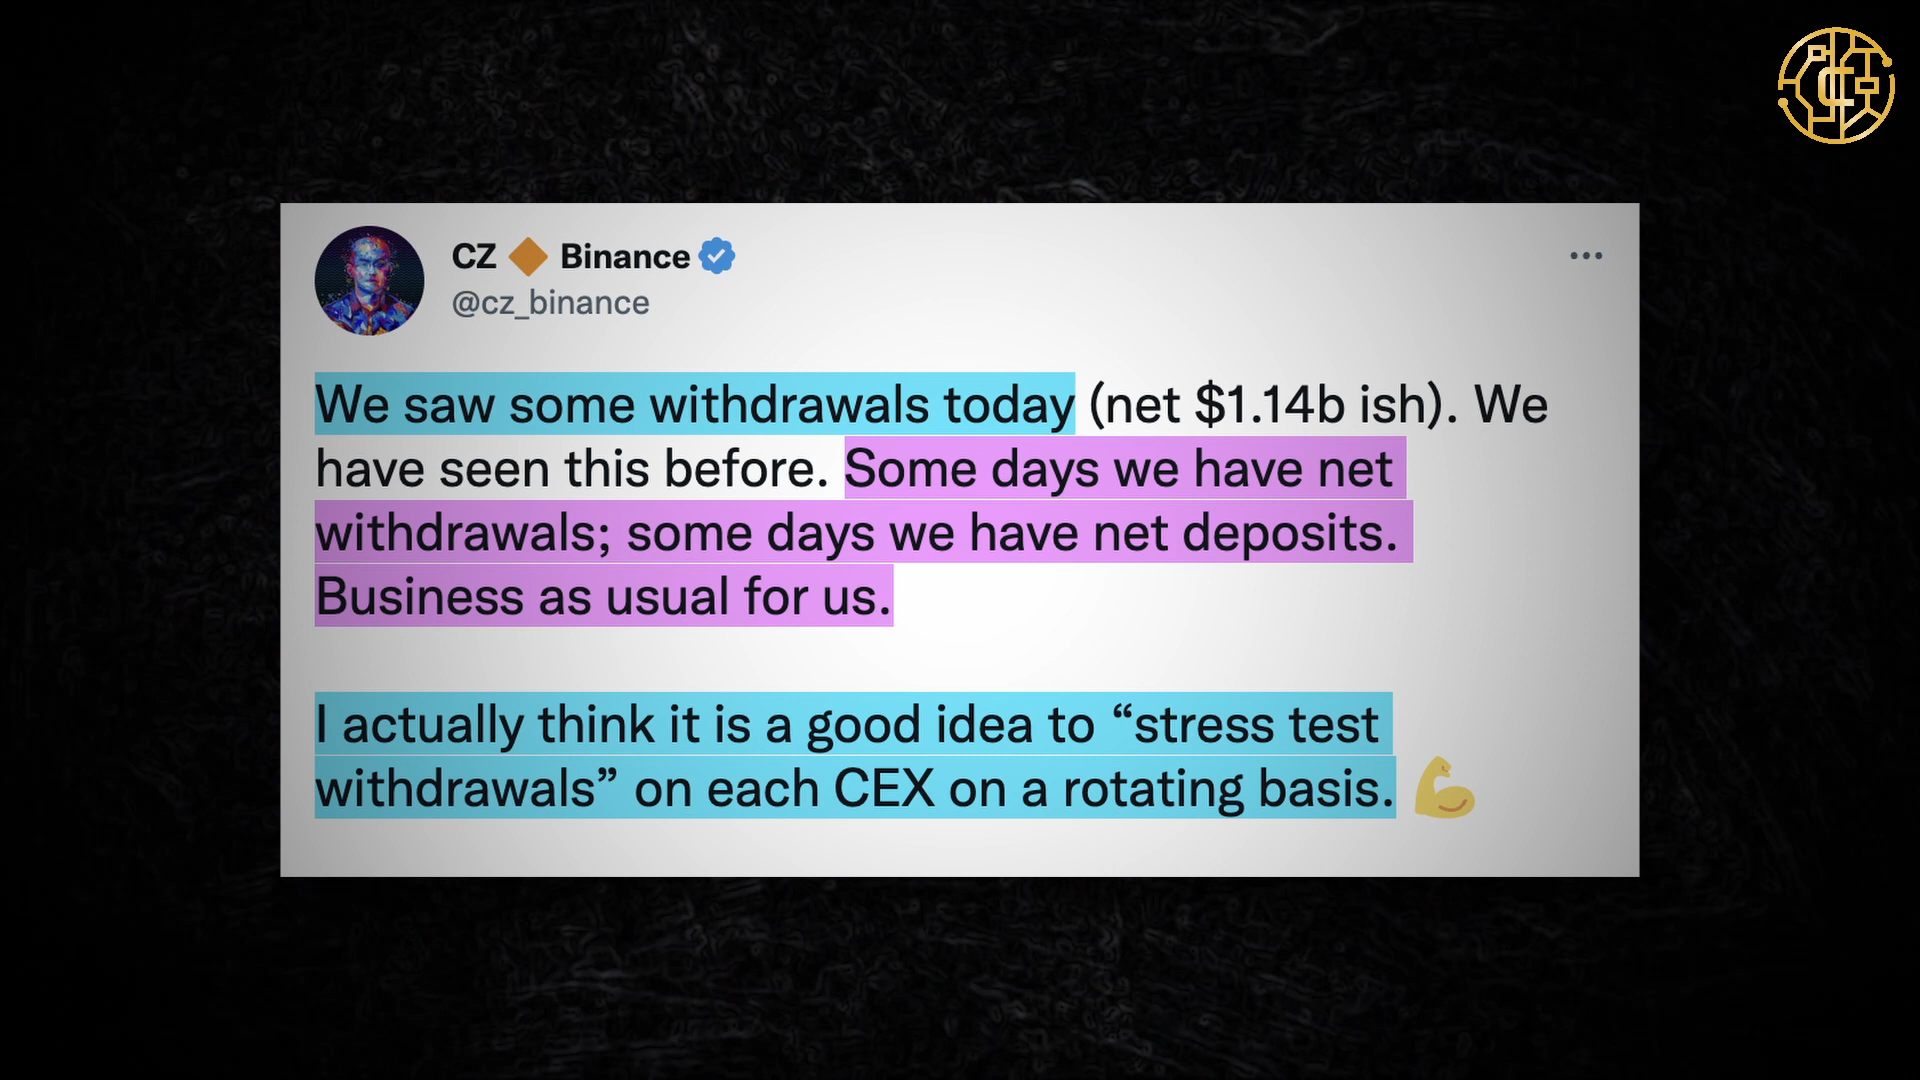 CZ 🔶 Binance
@cz_binance
We saw some withdrawals today (net $1.14b ish). We
have seen this before. Some days we have net
withdrawals; some days we have net deposits.
Business as usual for us.
I actually think it is a good idea to “stress test
withdrawals” on each CEX on a rotating basis. 💪